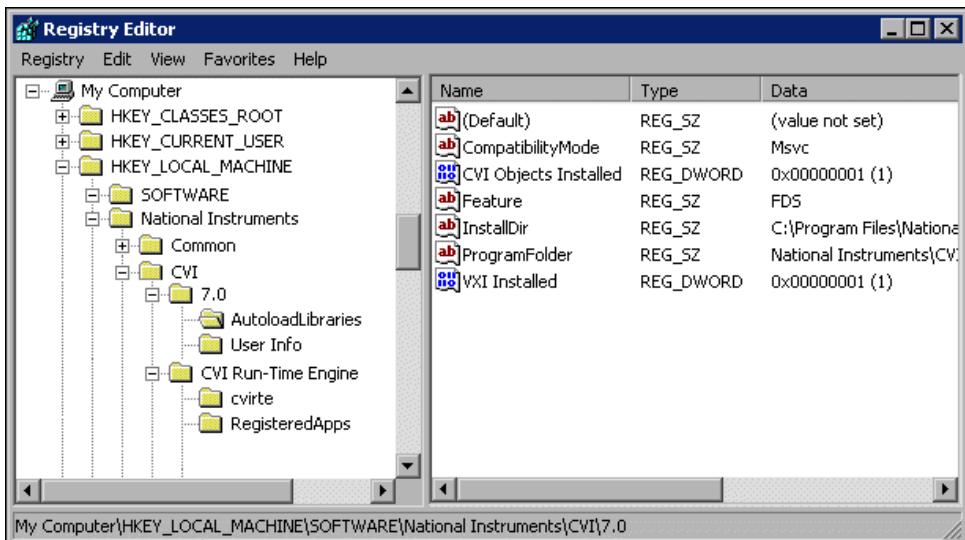 Registry Editor
Registry Edit View Favorites Help
My Computer
HKEY_CLASSES_ROOT
HKEY_CURRENT_USER
HKEY_LOCAL_MACHINE
SOFTWARE
National Instruments
Common
CVI
7.0
AutoloadLibraries
User Info
CVI Run-Time Engine
cvirte
RegisteredApps
Name Type Data
(Default) REG_SZ (value not set)
CompatibilityMode REG_SZ Msvc
CVI Objects Installed REG_DWORD 0x00000001 (1)
Feature REG_SZ FDS
InstallDir REG_SZ C:\Program Files\Nationa
ProgramFolder REG_SZ National Instruments\CVI
VXI Installed REG_DWORD 0x00000001 (1)
My Computer\HKEY_LOCAL_MACHINE\SOFTWARE\National Instruments\CVI\7.0